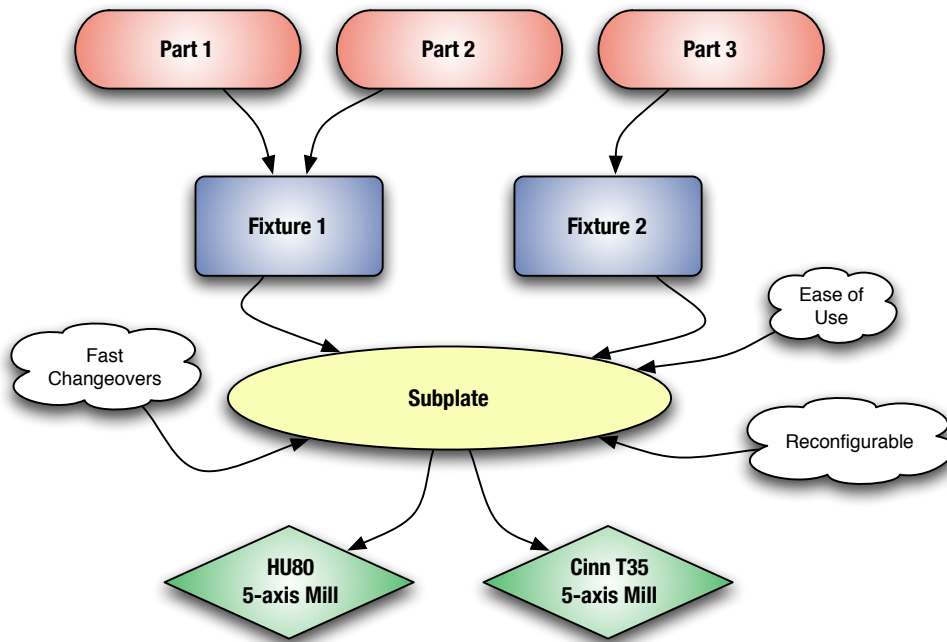 Part 1
Part 2
Part 3
Fixture 1
Fixture 2
Ease of
Use
Fast
Changeovers
Subplate
Reconfigurable
HU80
5-axis Mill
Cinn T35
5-axis Mill